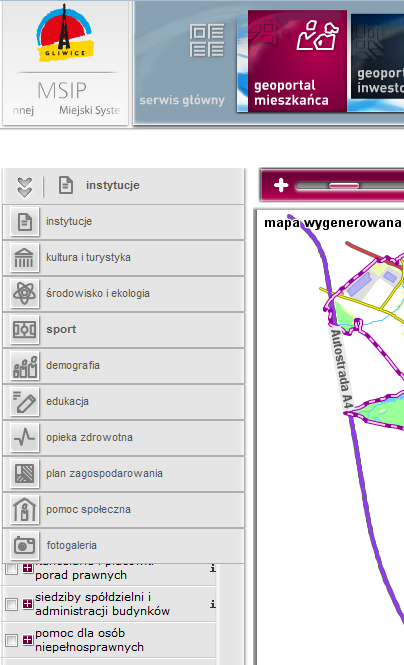 GLIWICE
MSIP
nnej Miejski Syste
serwis główny
geoportal
mieszkańca
geoport
inwesto
instytucje
mapa wygenerowana
instytucje
kultura i turystyka
środowisko i ekologia
sport
demografia
edukacja
opieka zdrowotna
plan zagospodarowania
pomoc społeczna
fotogaleria
Autostrada A4
porad prawnych
siedziby spółdzielni i
administracji budynków
pomoc dla osób
niepełnosprawnych